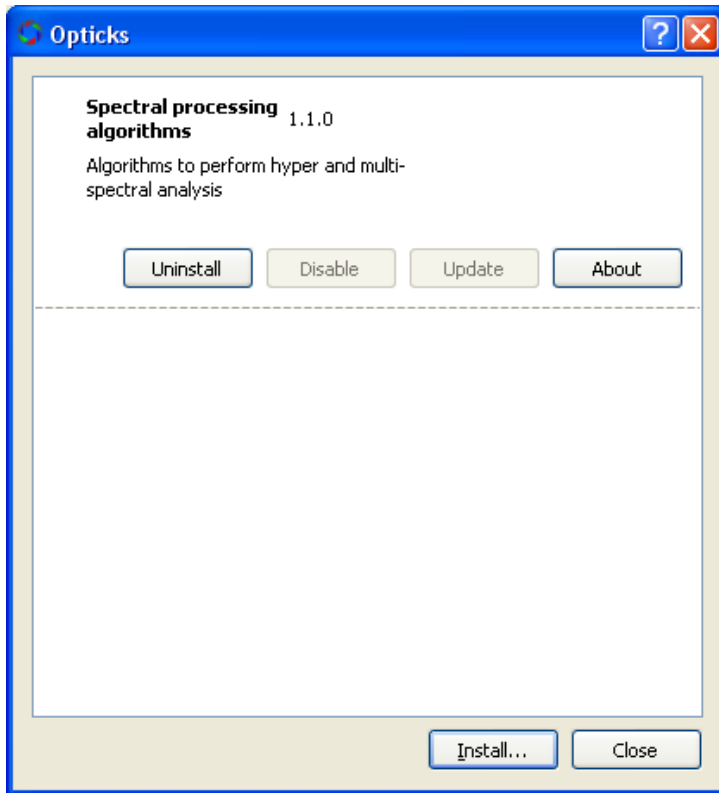 Opticks
Spectral processing 1.1.0
algorithms
Algorithms to perform hyper and multi-
spectral analysis
Uninstall Disable Update About
Install... Close